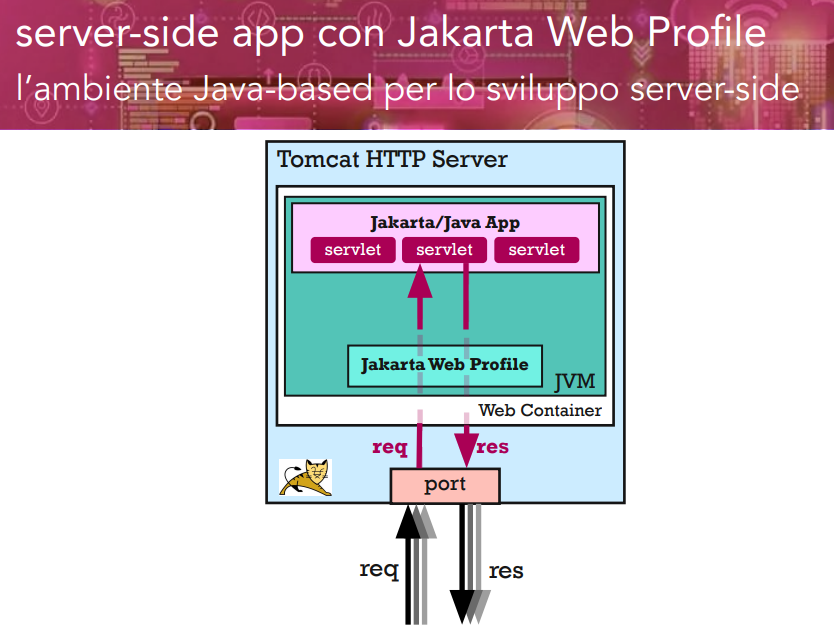 server-side app con Jakarta Web Profile
l’ambiente Java-based per lo sviluppo server-side
Tomcat HTTP Server
Jakarta/Java App
servlet servlet servlet
Jakarta Web Profile
JVM
Web Container
req res
port
req res